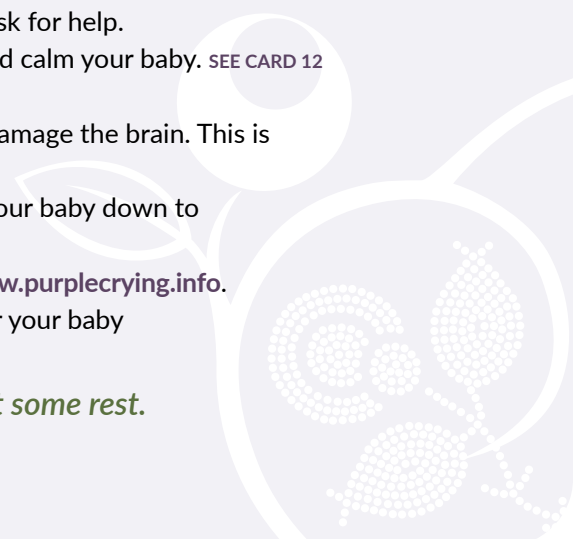 sk for help.
d calm your baby. SEE CARD 12
amage the brain. This is
our baby down to
w.purplecrying.info.
r your baby
t some rest.